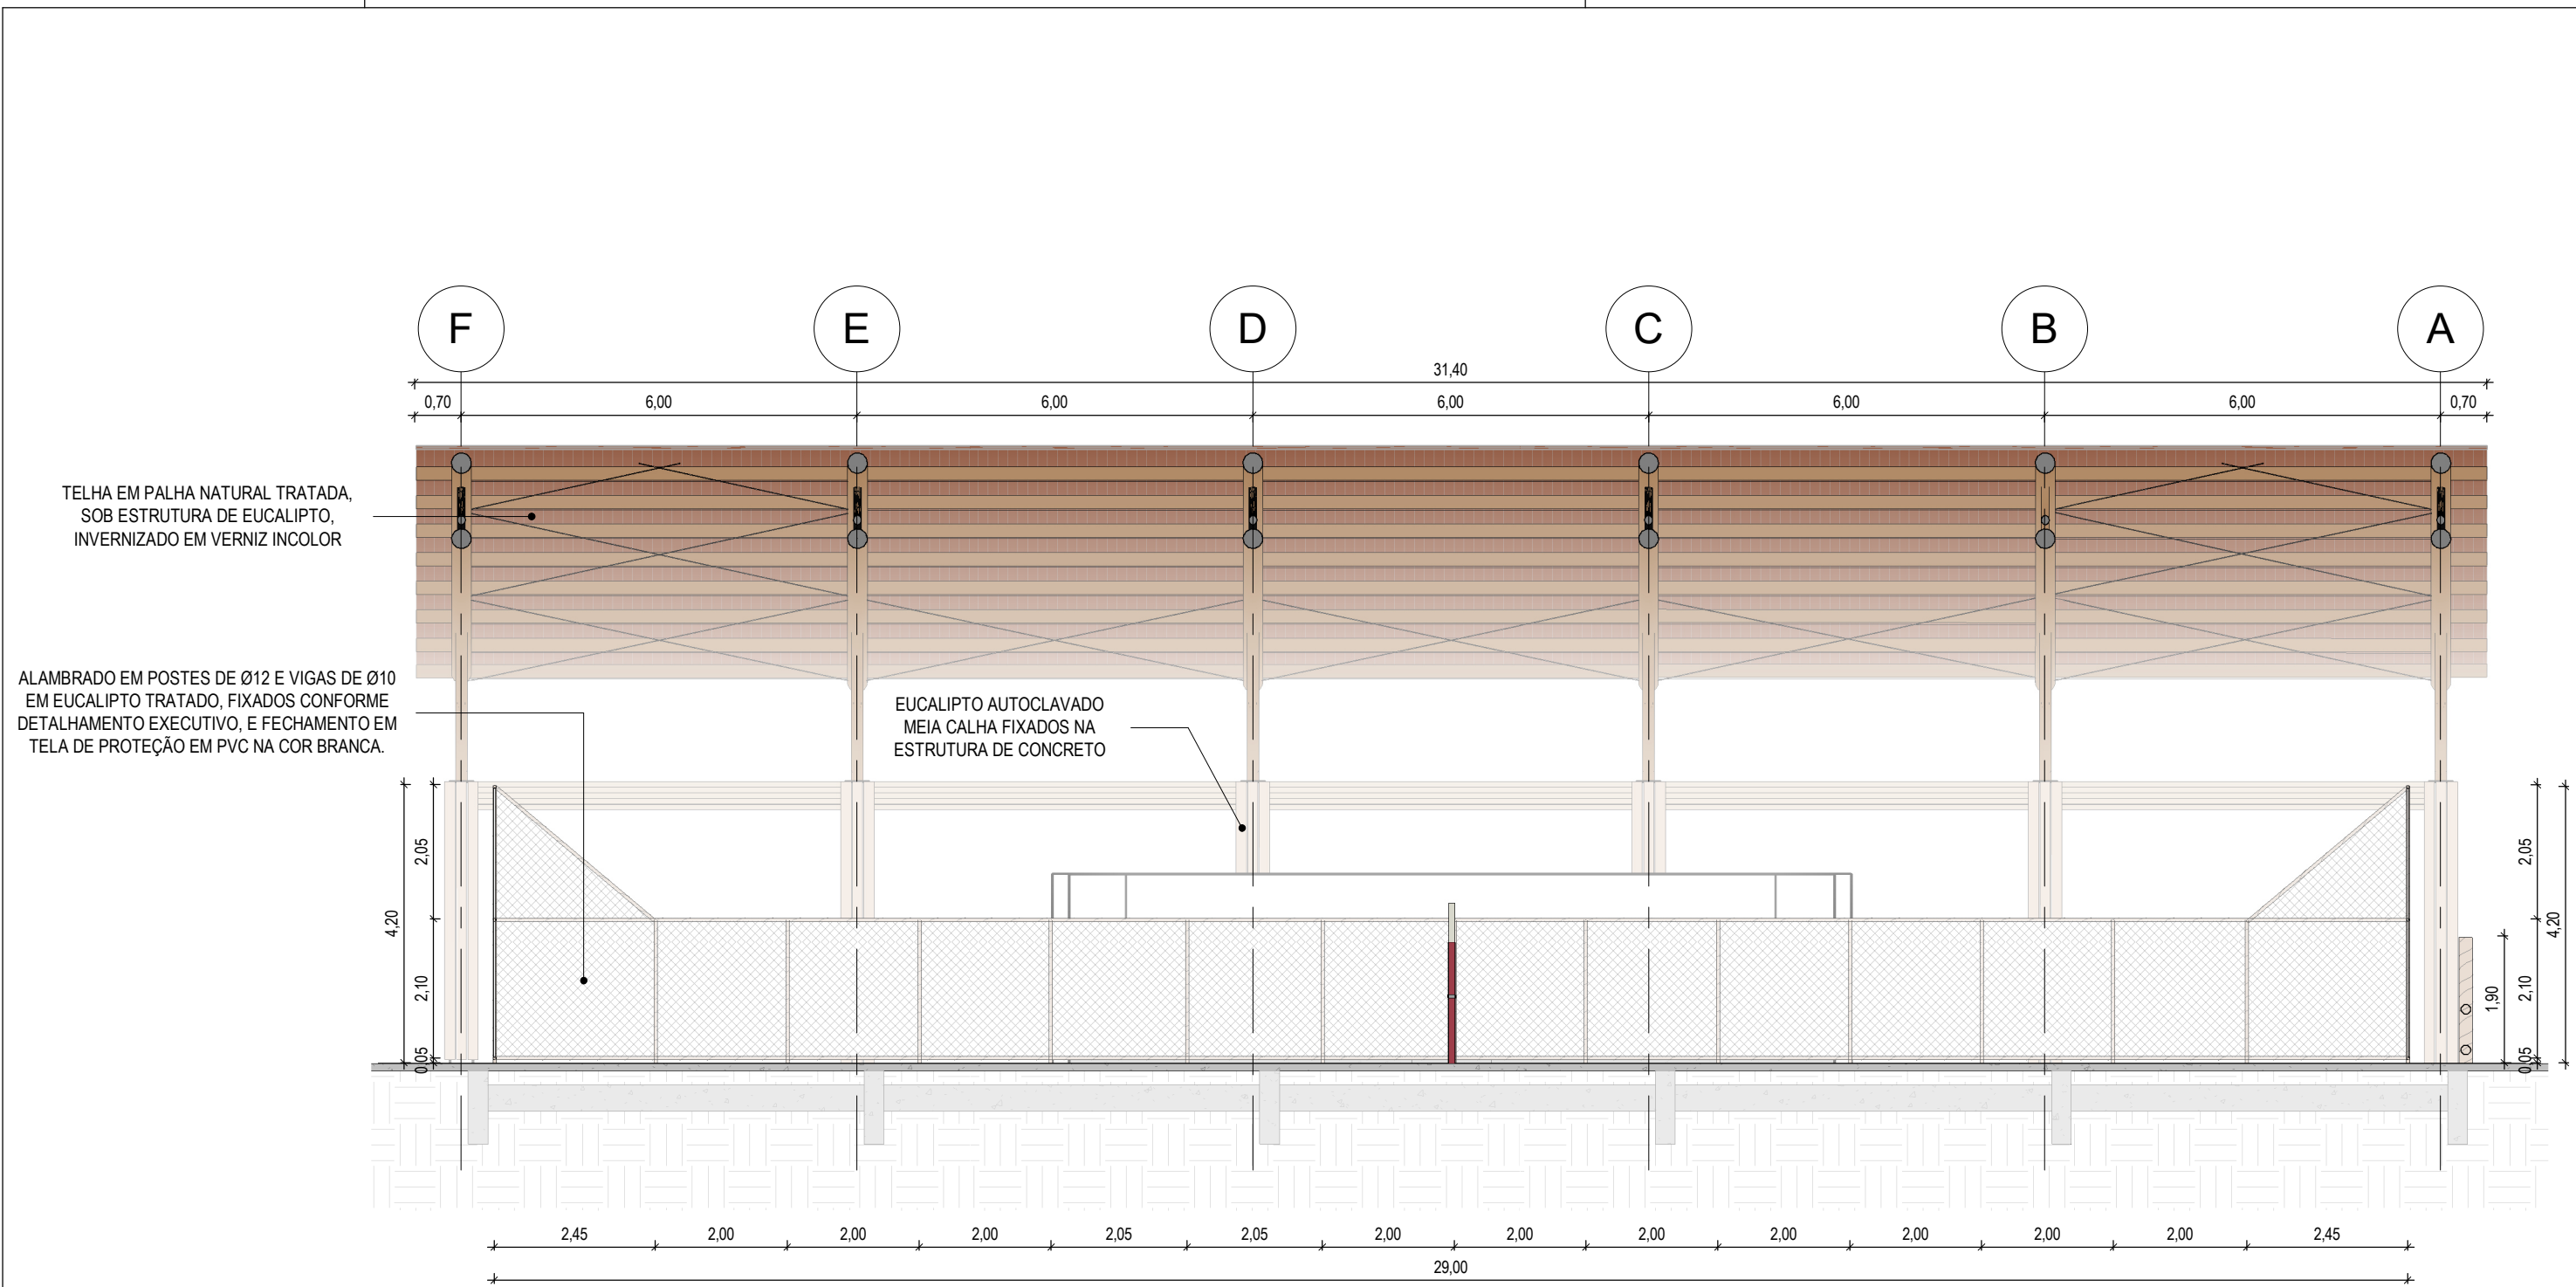 F
E
D
C
B
A
31,40
0,70
6,00
6,00
6,00
6,00
6,00
0,70
TELHA EM PALHA NATURAL TRATADA,
SOB ESTRUTURA DE EUCALIPTO,
INVERNIZADO EM VERNIZ INCOLOR
ALAMBRADO EM POSTES DE Ø12 E VIGAS DE Ø10
EM EUCALIPTO TRATADO, FIXADOS CONFORME
DETALHAMENTO EXECUTIVO, E FECHAMENTO EM
TELA DE PROTEÇÃO EM PVC NA COR BRANCA.
EUCALIPTO AUTOCLAVADO
MEIA CALHA FIXADOS NA
ESTRUTURA DE CONCRETO
4,20
2,05
2,10
0,05
1,90
2,05
2,10
0,05
4,20
2,45
2,00
2,00
2,00
2,05
2,05
2,00
2,00
2,00
2,00
2,00
2,00
2,00
2,45
29,00